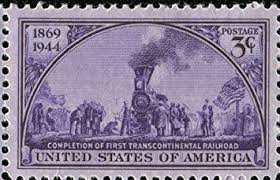 1869
1944
POSTAGE
3¢
COMPLETION OF FIRST TRANSCONTINENTAL RAILROAD
UNITED STATES OF AMERICA